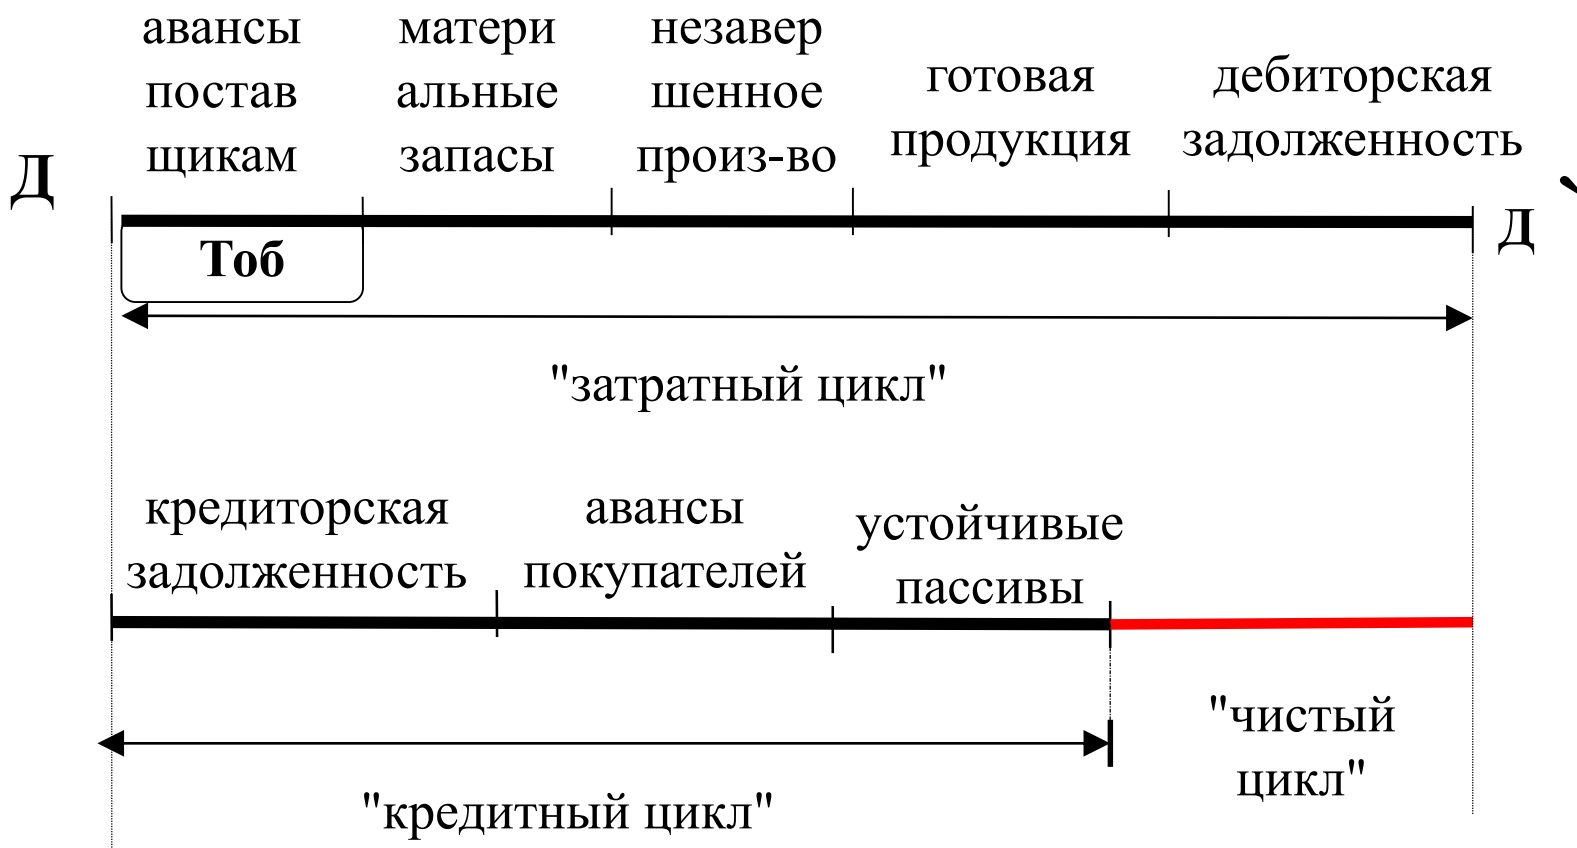 авансы
постав
щикам
матери
альные
запасы
незавер
шенное
произ-во
готовая
продукция
дебиторская
задолженность
Д
Д `
Тоб
"затратный цикл"
кредиторская
задолженность
авансы
покупателей
устойчивые
пассивы
"чистый
цикл"
"кредитный цикл"